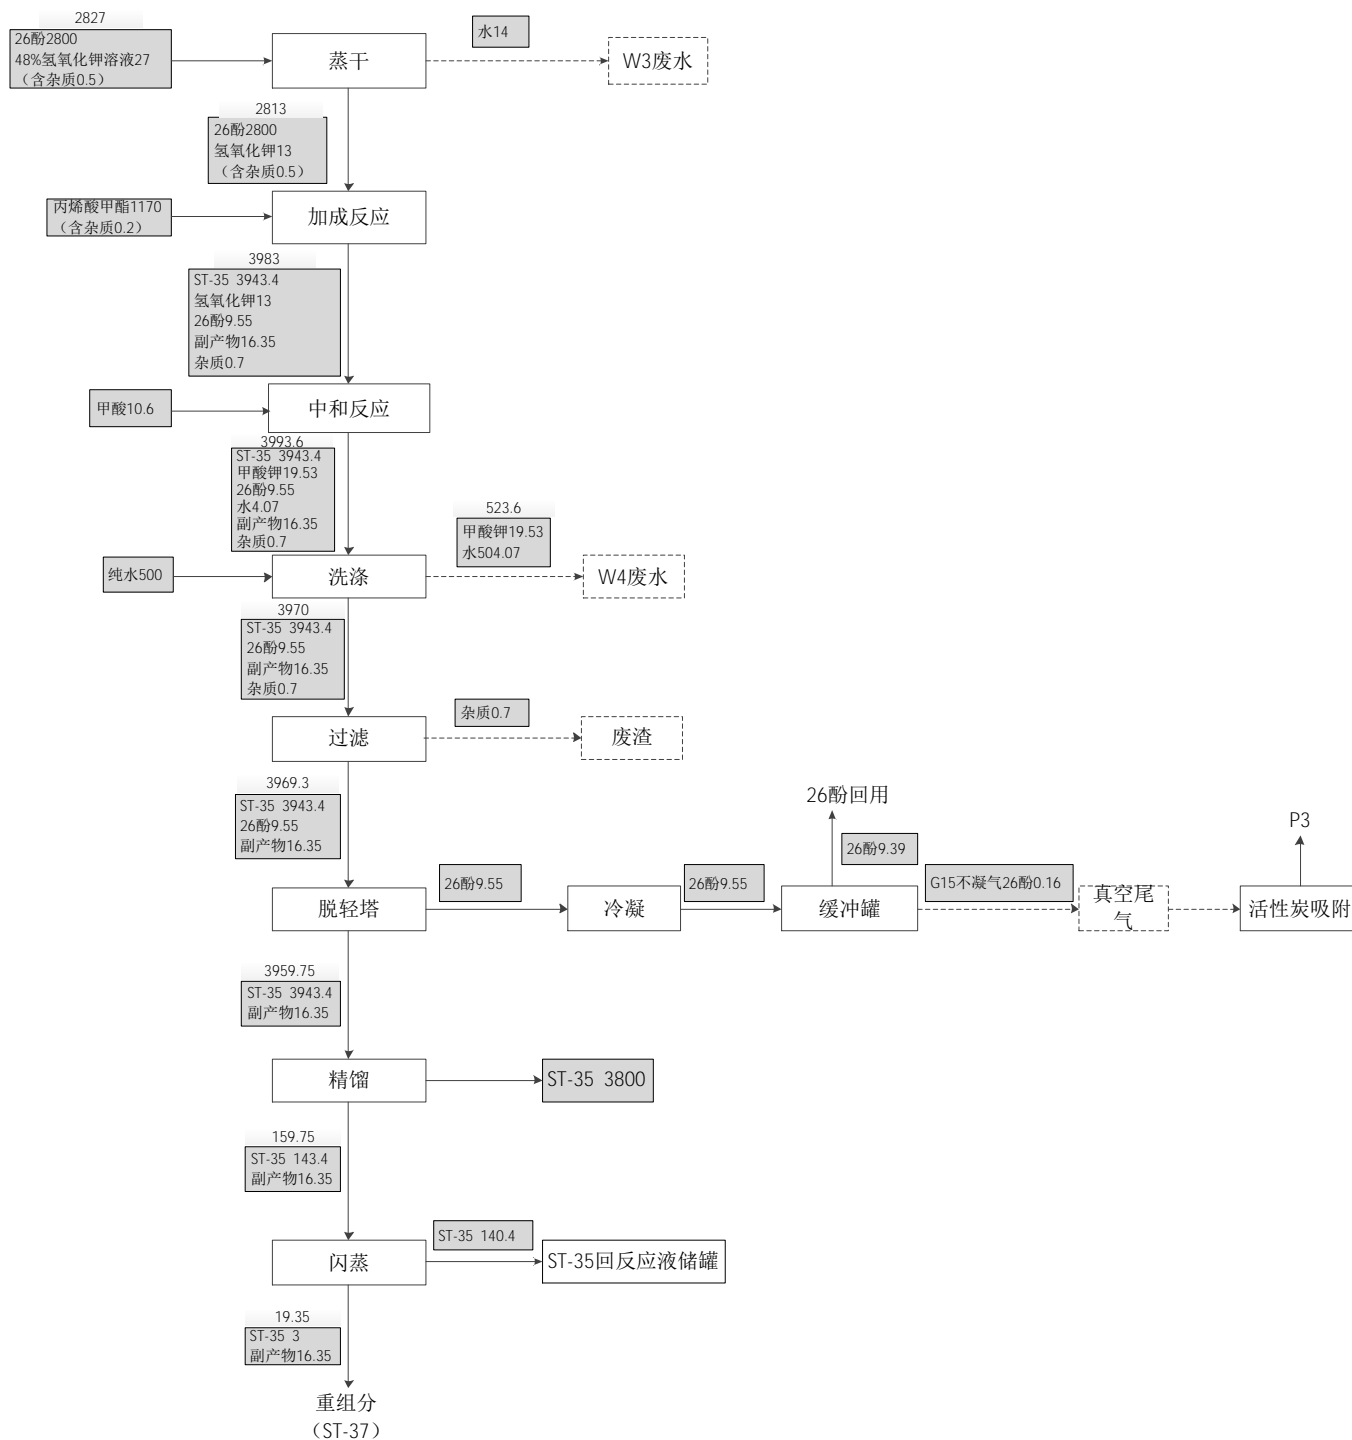 2827
26酚2800
48%氢氧化钾溶液27
（含杂质0.5）
蒸干
水14
W3废水
2813
26酚2800
氢氧化钾13
（含杂质0.5）
丙烯酸甲酯1170
（含杂质0.2）
加成反应
3983
ST-35 3943.4
氢氧化钾13
26酚9.55
副产物16.35
杂质0.7
甲酸10.6
中和反应
3993.6
ST-35 3943.4
甲酸钾19.53
26酚9.55
水4.07
副产物16.35
杂质0.7
523.6
甲酸钾19.53
水504.07
纯水500
洗涤
W4废水
3970
ST-35 3943.4
26酚9.55
副产物16.35
杂质0.7
过滤
杂质0.7
废渣
3969.3
ST-35 3943.4
26酚9.55
副产物16.35
26酚回用
P3
脱轻塔
26酚9.55
冷凝
26酚9.55
缓冲罐
26酚9.39
G15不凝气26酚0.16
真空尾
气
活性炭吸附
3959.75
ST-35 3943.4
副产物16.35
精馏
ST-35 3800
159.75
ST-35 143.4
副产物16.35
闪蒸
ST-35 140.4
ST-35回反应液储罐
19.35
ST-35 3
副产物16.35
重组分
（ST-37）